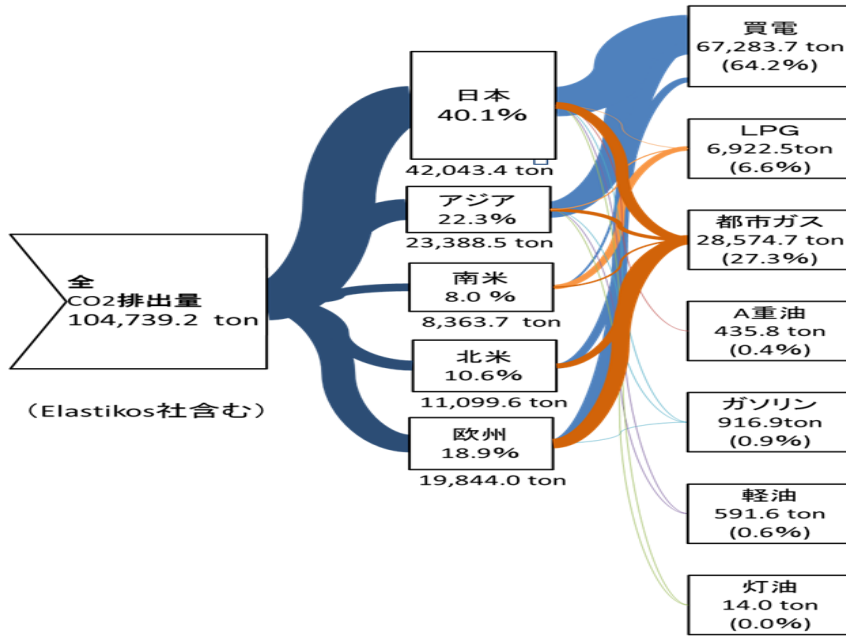 全
CO2排出量
104,739.2 ton
（Elastikos社含む）
日本
40.1%
42,043.4 ton
アジア
22.3%
23,388.5 ton
南米
8.0 %
8,363.7 ton
北米
10.6%
11,099.6 ton
欧州
18.9%
19,844.0 ton
買電
67,283.7 ton
(64.2%)
LPG
6,922.5ton
(6.6%)
都市ガス
28,574.7 ton
(27.3%)
A重油
435.8 ton
(0.4%)
ガソリン
916.9ton
(0.9%)
軽油
591.6 ton
(0.6%)
灯油
14.0 ton
(0.0%)